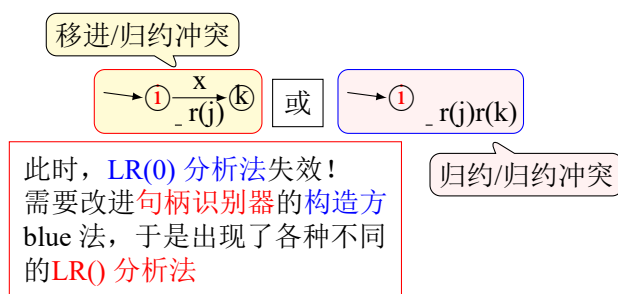 移进/归约冲突
i x k 或 i
_ r(j) _ r(j)r(k)
归约/归约冲突
此时，LR(0) 分析法失效！
需要改进句柄识别器的构造方
blue 法，于是出现了各种不同
的LR() 分析法